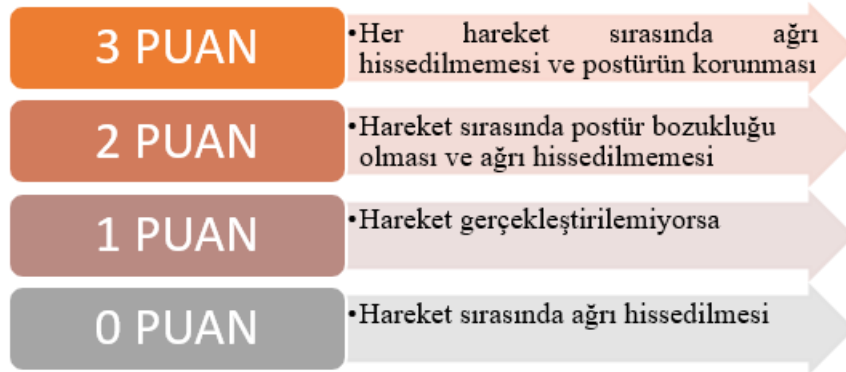 3 PUAN
•Her hareket sırasında ağrı
hissedilmemesi ve postürün korunması
2 PUAN
•Hareket sırasında postür bozukluğu
olması ve ağrı hissedilmemesi
1 PUAN
•Hareket gerçekleştirilemiyorsa
0 PUAN
•Hareket sırasında ağrı hissedilmesi